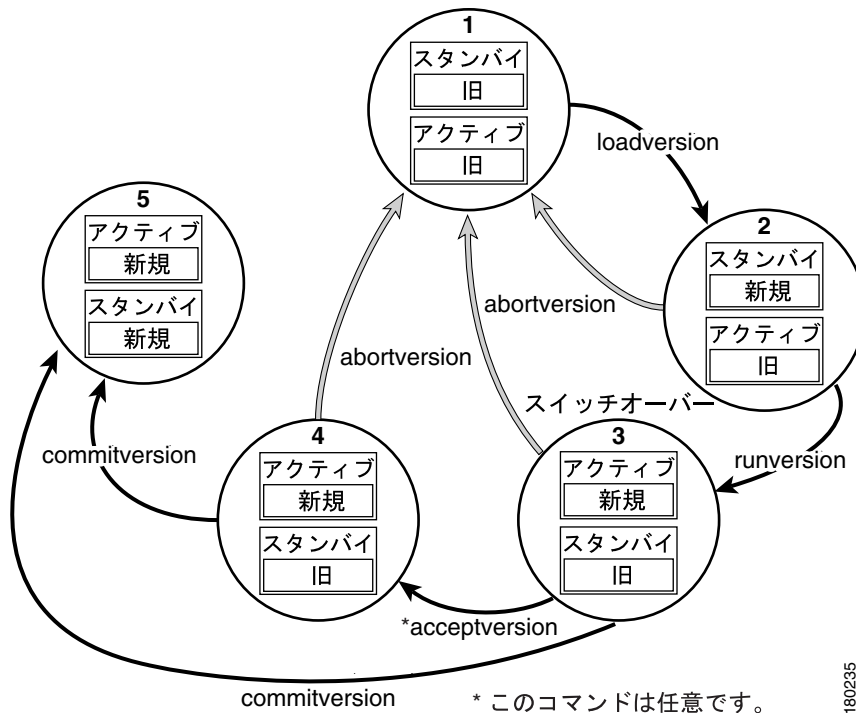 1
スタンバイ
旧
アクティブ
旧
loadversion
5
アクティブ
新規
スタンバイ
新規
2
スタンバイ
新規
アクティブ
旧
abortversion
abortversion
スイッチオーバー
4
アクティブ
新規
スタンバイ
旧
3
アクティブ
新規
スタンバイ
旧
commitversion
runversion
*acceptversion
commitversion
* このコマンドは任意です。
180235